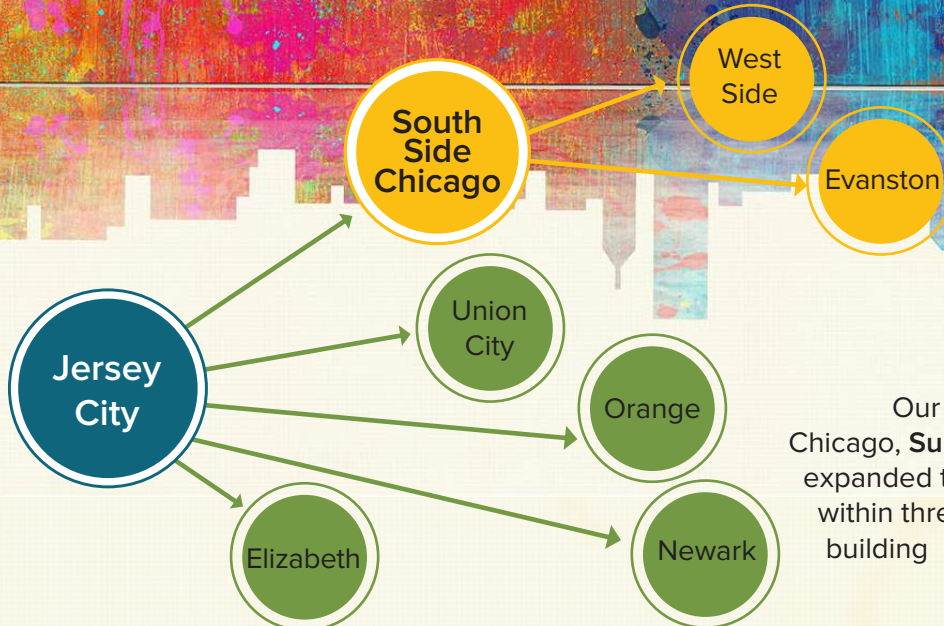 West
Side
South
Side
Chicago
Evanston
Union
City
Jersey
City
Orange
Our
Chicago, Su
expanded t
within thre
building
Elizabeth
Newark